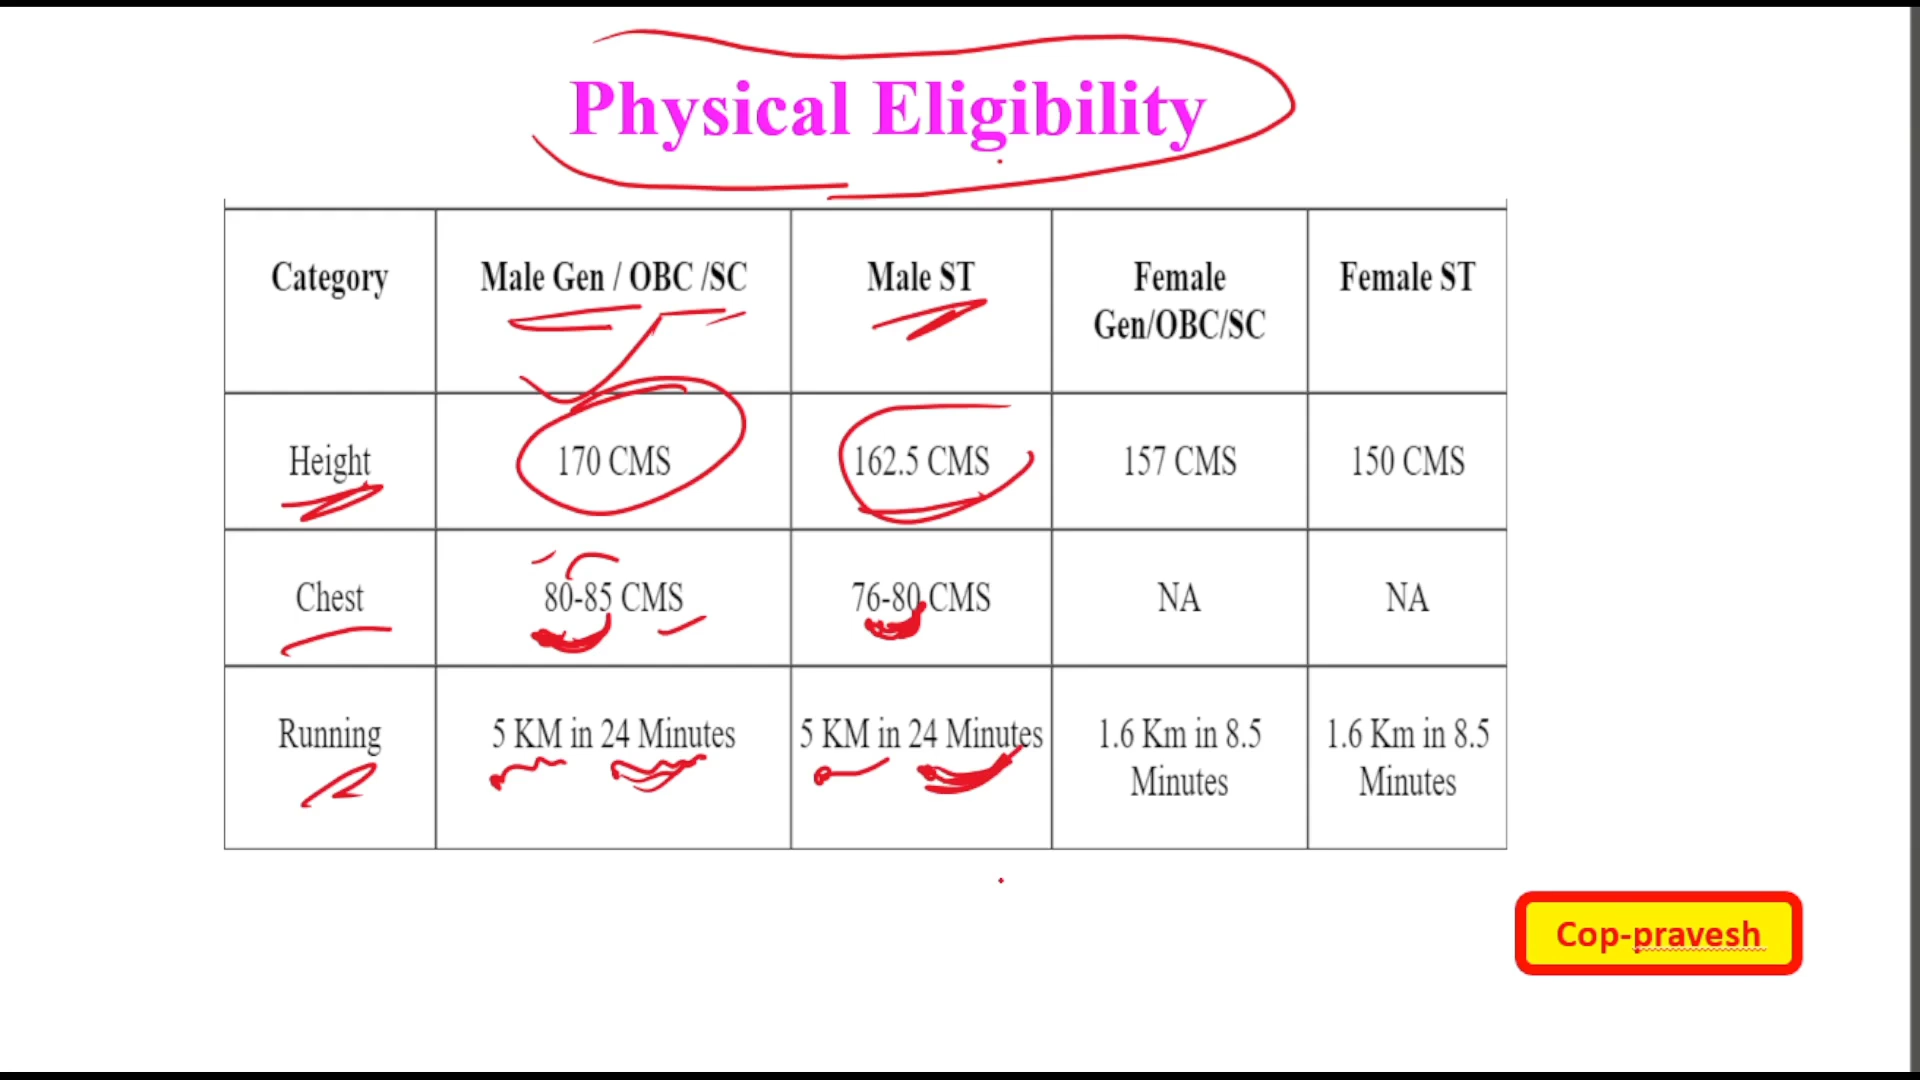 Physical Eligibility
Category Male Gen / OBC /SC Male ST Female Gen/OBC/SC Female ST
Height 170 CMS 162.5 CMS 157 CMS 150 CMS
Chest 80-85 CMS 76-80 CMS NA NA
Running 5 KM in 24 Minutes 5 KM in 24 Minutes 1.6 Km in 8.5 Minutes 1.6 Km in 8.5 Minutes
Cop-pravesh